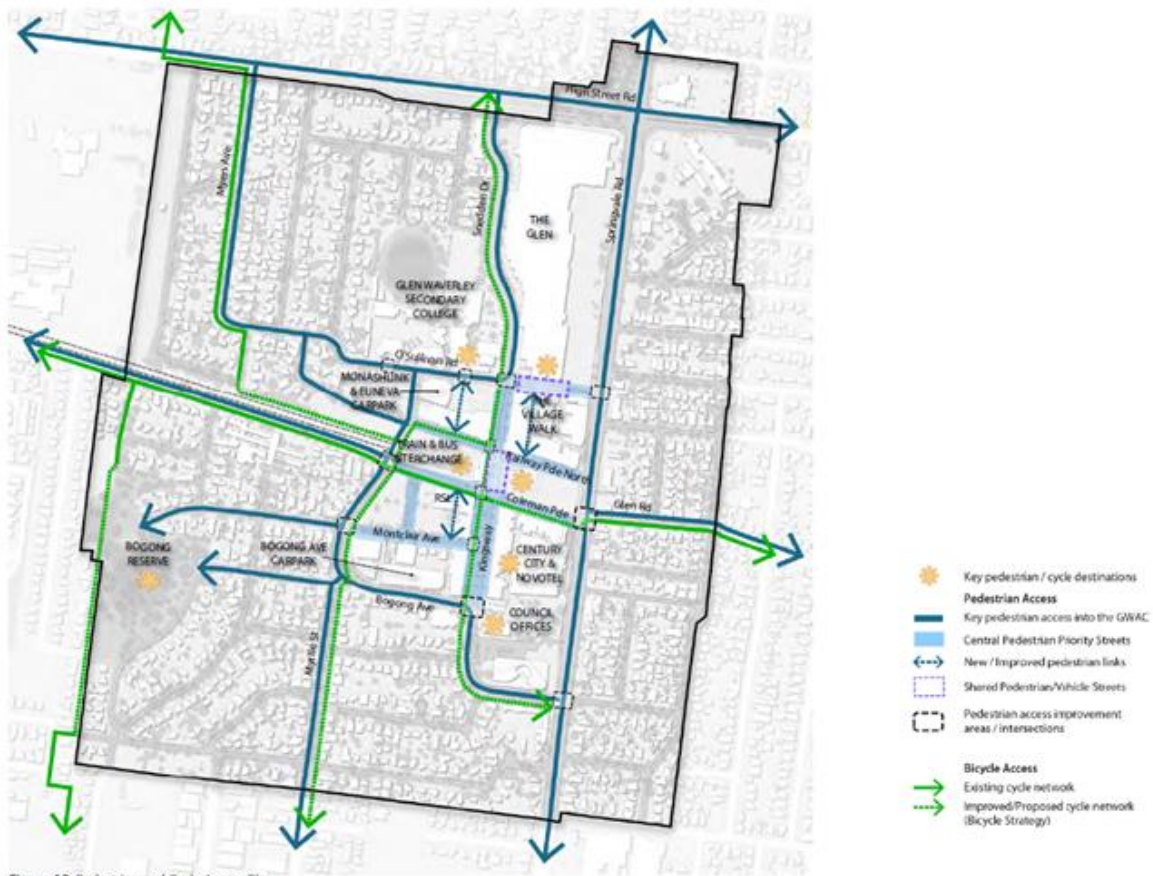 High Street Rd
Myers Ave
Snedden Dr
Springvale Rd
THE
GLEN
GLEN WAVERLEY
SECONDARY
COLLEGE
O'Sullivan Rd
MONASH LINK
& EUNEVA
CARPARK
VILLAGE
WALK
TRAIN & BUS
INTERCHANGE
Railway Pde North
RSL
Coleman Pde
Glen Rd
Montclair Ave
Kingsway
BOGONG
RESERVE
BOGONG AVE
CARPARK
CENTURY
CITY &
NOVOTEL
Bogong Ave
COUNCIL
OFFICES
Myrtle St
Key pedestrian / cycle destinations
Pedestrian Access
Key pedestrian access into the GWAC
Central Pedestrian Priority Streets
New / Improved pedestrian links
Shared Pedestrian/Vehicle Streets
Pedestrian access improvement
areas / intersections
Bicycle Access
Existing cycle network
Improved/Proposed cycle network
(Bicycle Strategy)